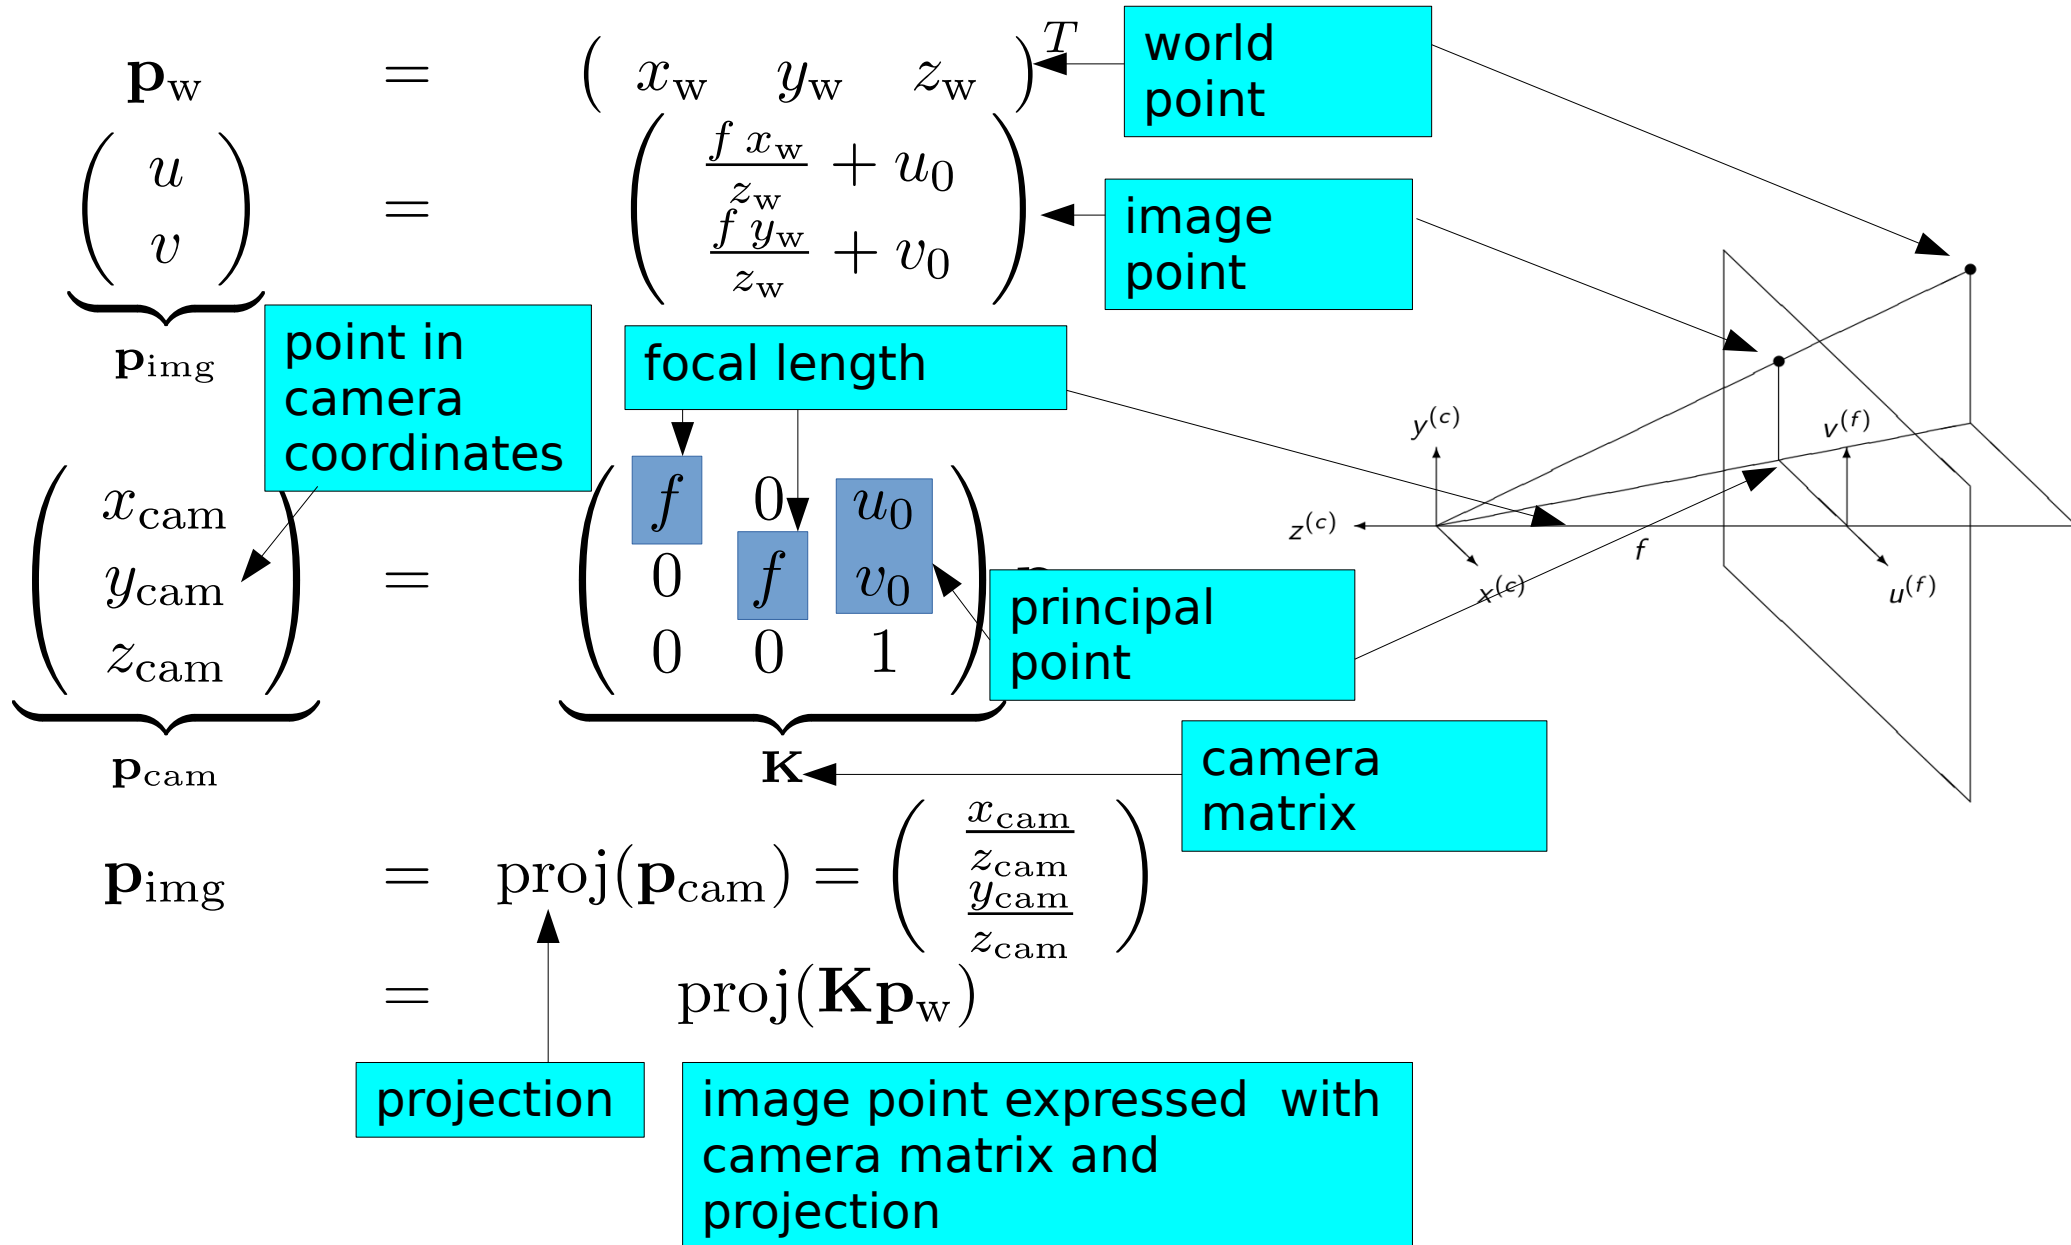 p_w = ( x_w y_w z_w )^T
world
point
( u v ) = ( f x_w / z_w + u_0 f y_w / z_w + v_0 )
image
point
p_img
point in
camera
coordinates
focal length
( x_cam y_cam z_cam ) = ( f 0 u_0
0 f v_0
0 0 1 )
principal
point
p_cam
K
camera
matrix
p_img = proj(p_cam) = ( x_cam / z_cam y_cam / z_cam )
= proj(Kp_w)
projection
image point expressed with
camera matrix and
projection
y^(c)
z^(c)
x^(c)
f
v^(f)
u^(f)